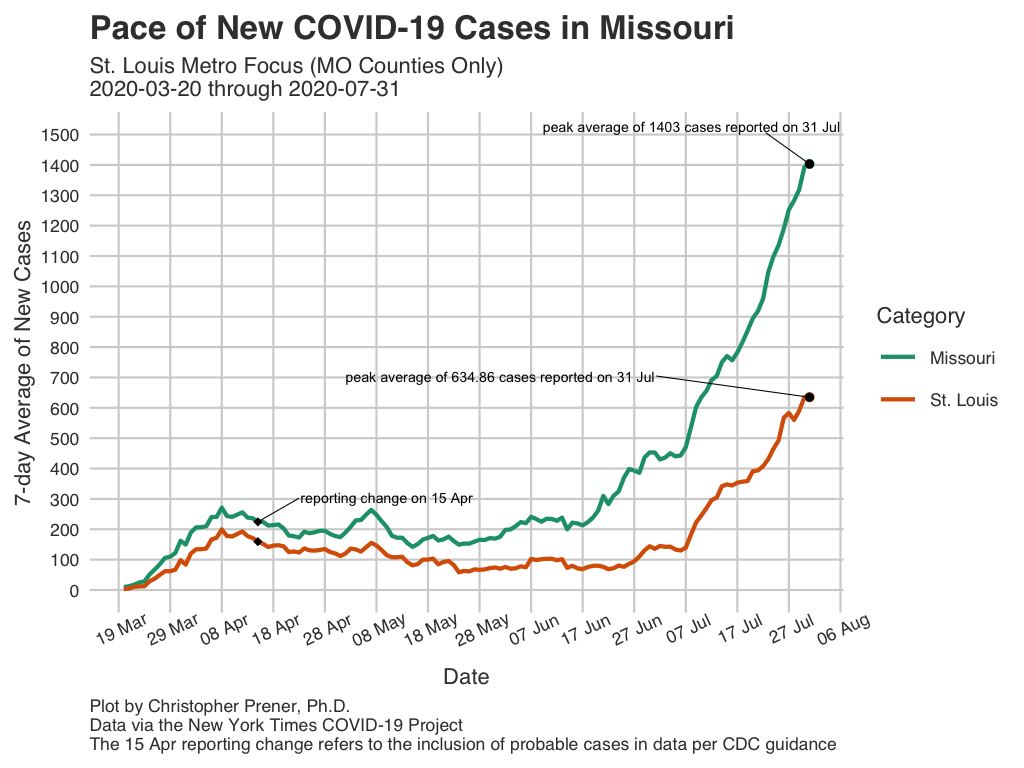 Pace of New COVID-19 Cases in Missouri
St. Louis Metro Focus (MO Counties Only)
2020-03-20 through 2020-07-31
7-day Average of New Cases
1500
1400
1300
1200
1100
1000
900
800
700
600
500
400
300
200
100
0
peak average of 1403 cases reported on 31 Jul
peak average of 634.86 cases reported on 31 Jul
reporting change on 15 Apr
19 Mar
29 Mar
08 Apr
18 Apr
28 Apr
08 May
18 May
28 May
07 Jun
17 Jun
27 Jun
07 Jul
17 Jul
27 Jul
06 Aug
Date
Category
Missouri
St. Louis
Plot by Christopher Prener, Ph.D.
Data via the New York Times COVID-19 Project
The 15 Apr reporting change refers to the inclusion of probable cases in data per CDC guidance